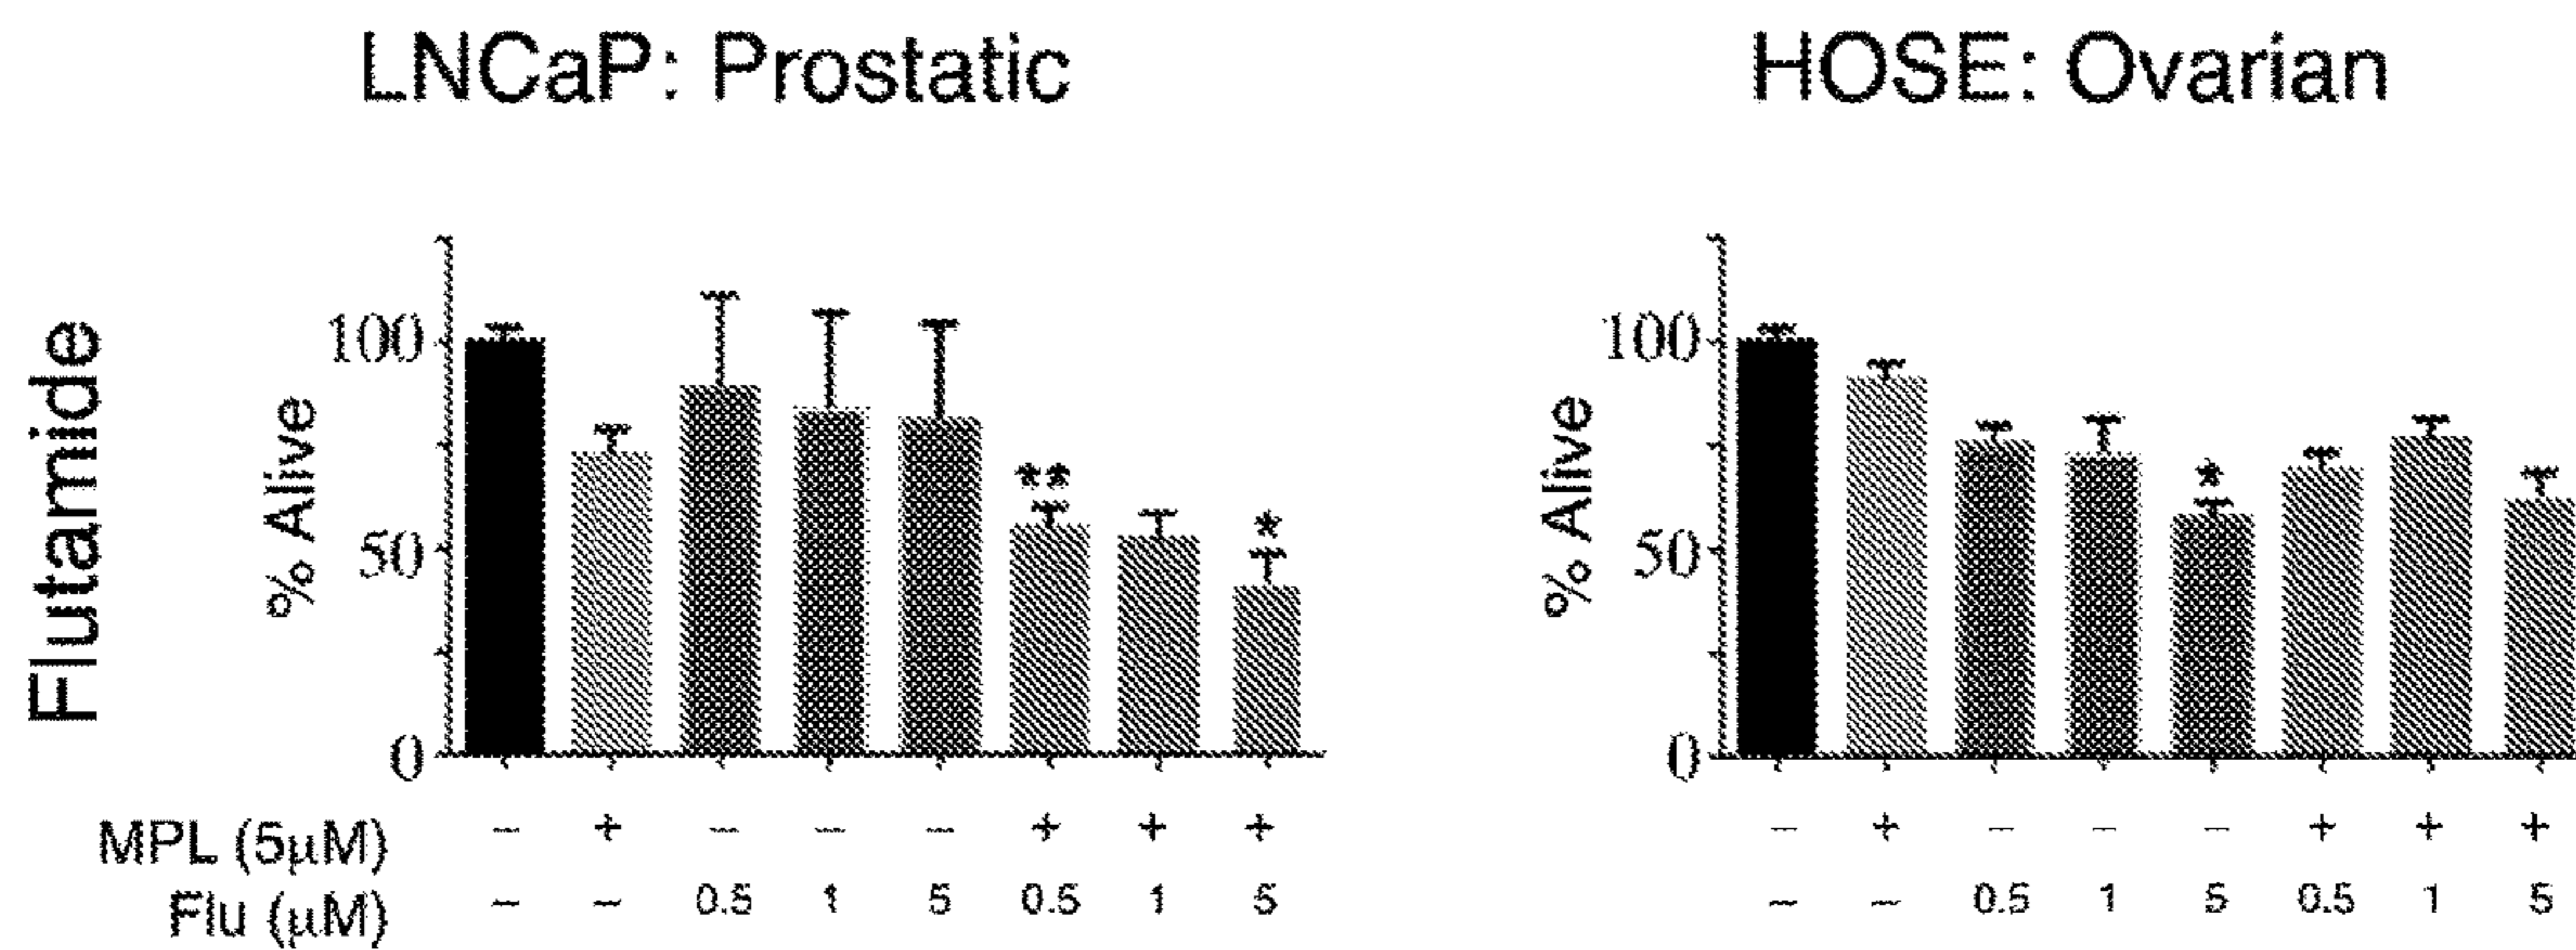 LNCaP: Prostatic
HOSE: Ovarian
Flutamide
% Alive
100
50
0
**
*
% Alive
100
50
0
*
MPL (5μM) – + – – – + + +
– + – – – + + +
Flu (μM) – – 0.5 1 5 0.5 1 5
– – 0.5 1 5 0.5 1 5